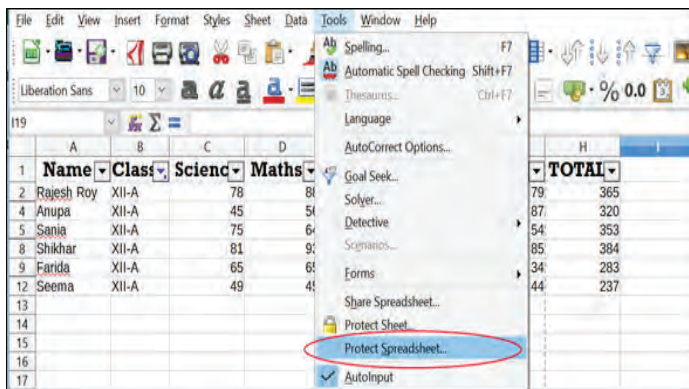 File Edit View Insert Format Styles Sheet Data Tools Window Help
Spelling... F7
Automatic Spell Checking Shift+F7
Liberation Sans 10 a a a a Thesaurus... Ctrl+F7 % 0.0
I19 Σ = Language
A B C D AutoCorrect Options... H I
1 Name Class Scienc Maths Goal Seek... TOTAL
2 Rajesh Roy XII-A 78 Solver... 79 365
4 Anupa XII-A 45 87 320
5 Sania XII-A 75 Detective 54 353
8 Shikhar XII-A 81 Scenarios... 85 384
9 Farida XII-A 65 Forms 34 283
12 Seema XII-A 49 44 237
13 Share Spreadsheet...
14 Protect Sheet...
15 Protect Spreadsheet...
16
17 AutoInput